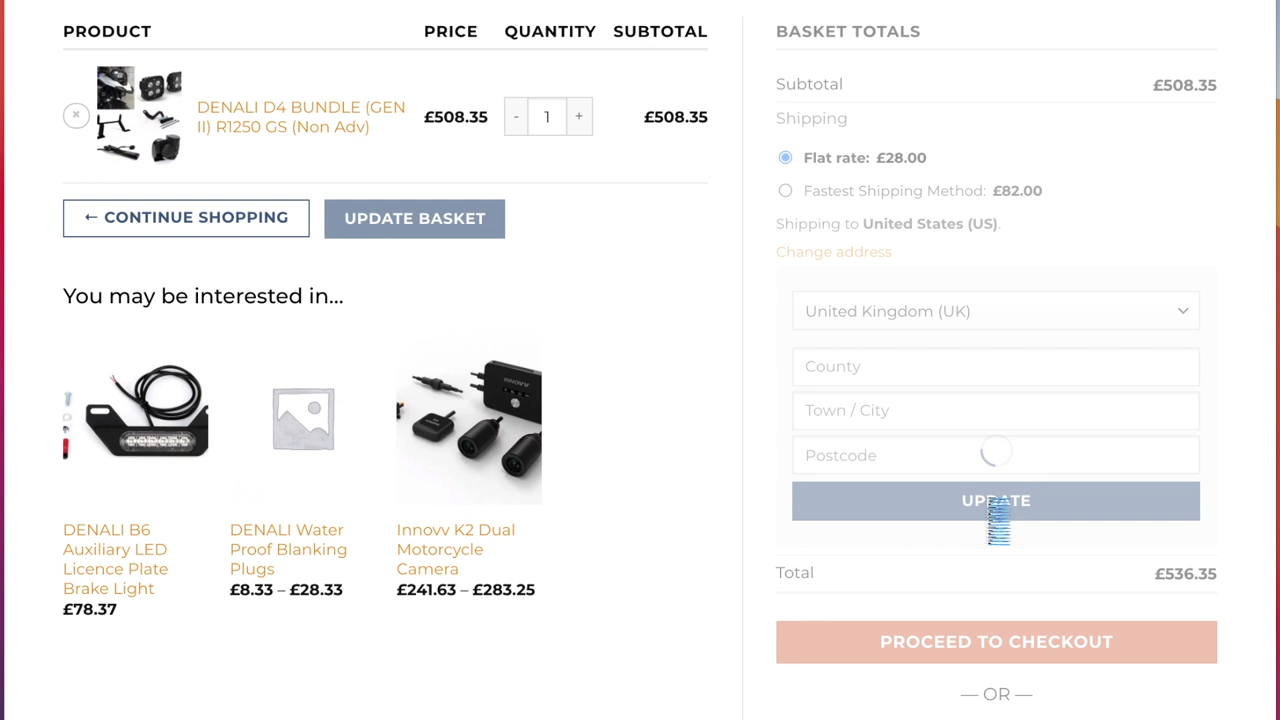 PRODUCT PRICE QUANTITY SUBTOTAL
× DENALI D4 BUNDLE (GEN
II) R1250 GS (Non Adv)
£508.35 - 1 + £508.35
← CONTINUE SHOPPING UPDATE BASKET
You may be interested in...
DENALI B6
Auxiliary LED
Licence Plate
Brake Light
£78.37
DENALI Water
Proof Blanking
Plugs
£8.33 – £28.33
INNOVV
Innovv K2 Dual
Motorcycle
Camera
£241.63 – £283.25
BASKET TOTALS
Subtotal £508.35
Shipping
Flat rate: £28.00
Fastest Shipping Method: £82.00
Shipping to United States (US).
Change address
United Kingdom (UK)
County
Town / City
Postcode
UPDATE
Total £536.35
PROCEED TO CHECKOUT
— OR —